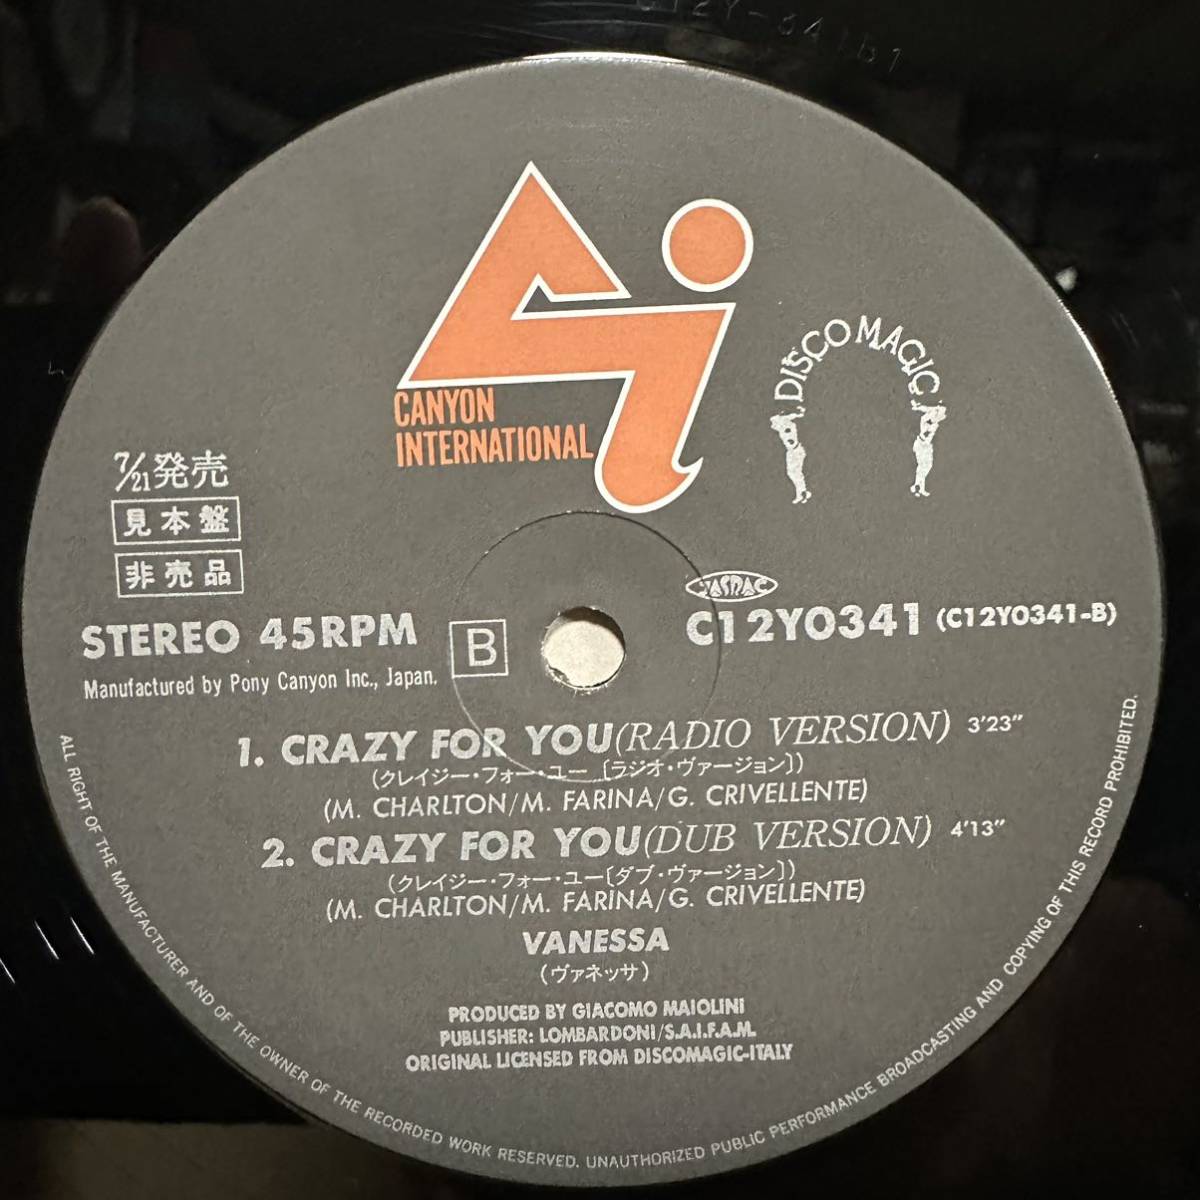 C12Y-341b1
DISCO MAGIC
CANYON
INTERNATIONAL
7/21発売
見本盤
非売品
JASRAC
STEREO 45RPM
B
C12Y0341 (C12Y0341-B)
Manufactured by Pony Canyon Inc., Japan.
1. CRAZY FOR YOU(RADIO VERSION) 3'23"
(クレイジー・フォー・ユー〔ラジオ・ヴァージョン〕)
(M. CHARLTON/M. FARINA/G. CRIVELLENTE)
2. CRAZY FOR YOU(DUB VERSION) 4'13"
(クレイジー・フォー・ユー〔ダブ・ヴァージョン〕)
(M. CHARLTON/M. FARINA/G. CRIVELLENTE)
VANESSA
(ヴァネッサ)
PRODUCED BY GIACOMO MAIOLINI
PUBLISHER: LOMBARDONI/S.A.I.F.A.M.
ORIGINAL LICENSED FROM DISCOMAGIC-ITALY
ALL RIGHT OF THE MANUFACTURER AND OF THE OWNER OF THE RECORDED WORK RESERVED. UNAUTHORIZED PUBLIC PERFORMANCE BROADCASTING AND COPYING OF THIS RECORD PROHIBITED.